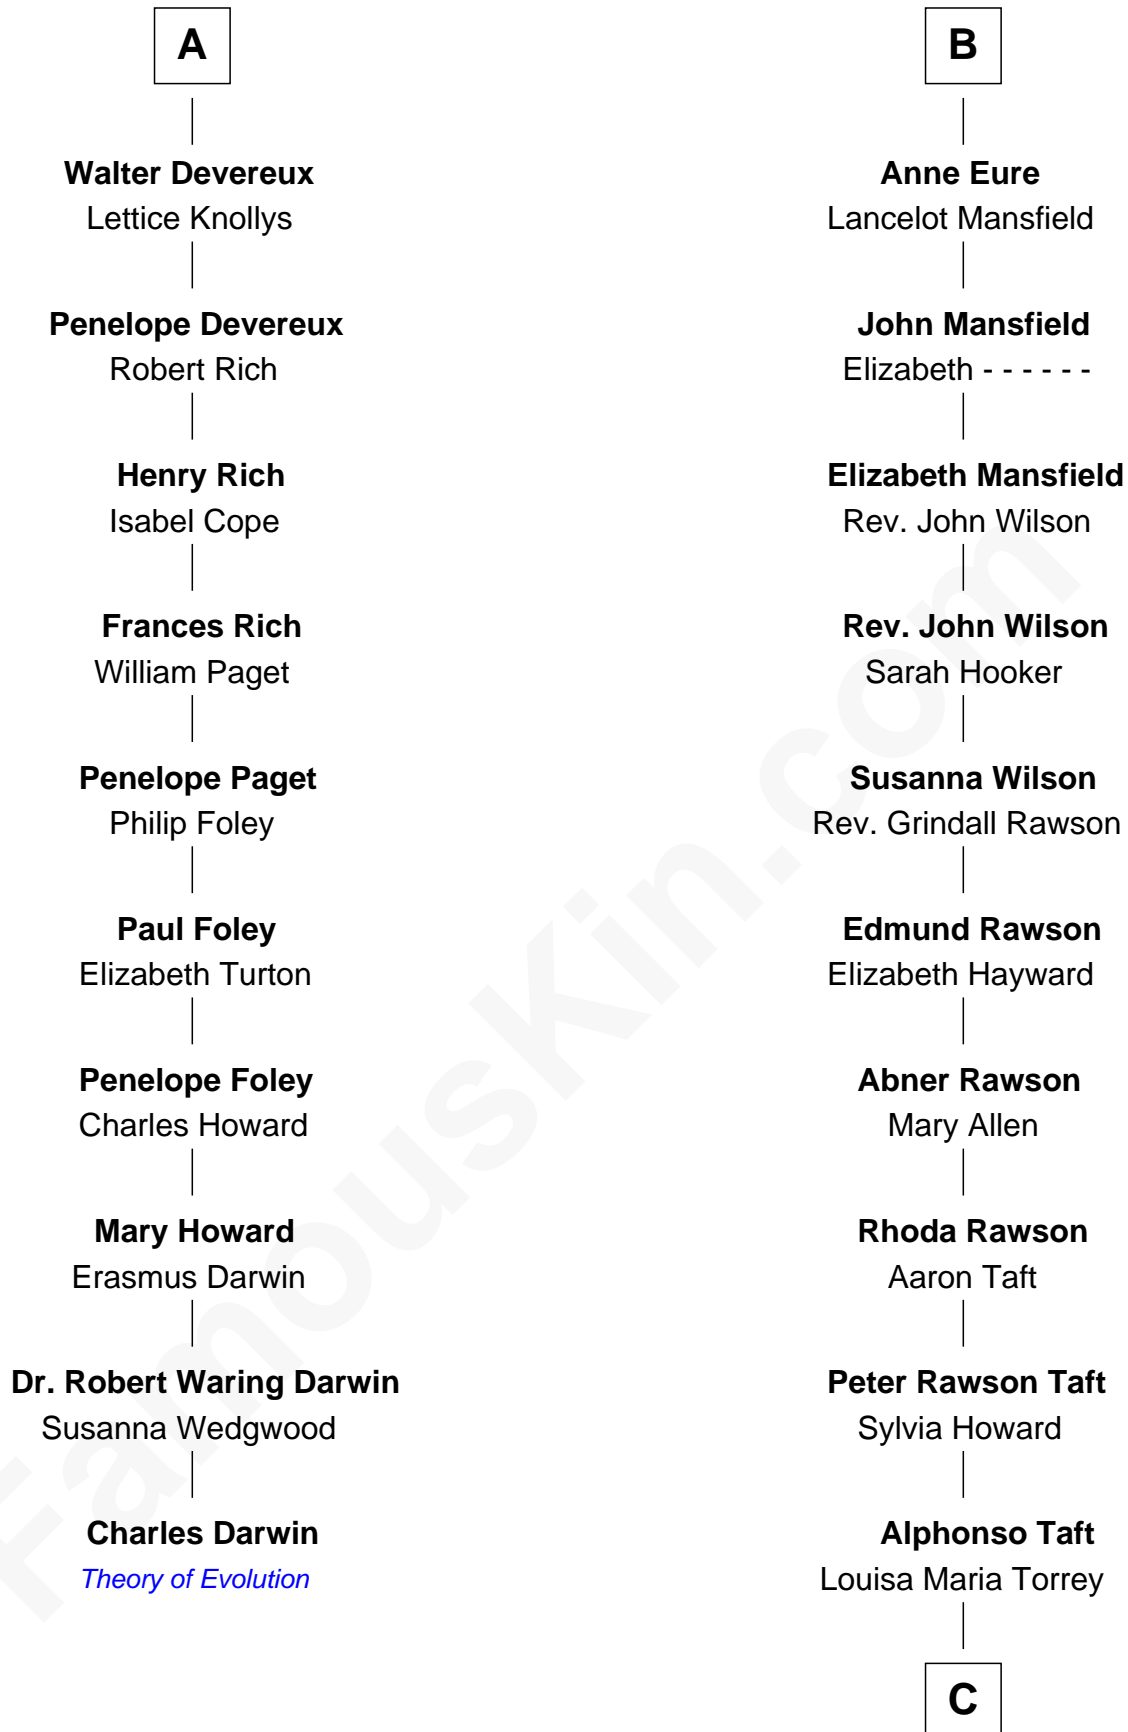 A
Walter Devereux
Lettice Knollys
Penelope Devereux
Robert Rich
Henry Rich
Isabel Cope
Frances Rich
William Paget
Penelope Paget
Philip Foley
Paul Foley
Elizabeth Turton
Penelope Foley
Charles Howard
Mary Howard
Erasmus Darwin
Dr. Robert Waring Darwin
Susanna Wedgwood
Charles Darwin
Theory of Evolution
B
Anne Eure
Lancelot Mansfield
John Mansfield
Elizabeth - - - - - -
Elizabeth Mansfield
Rev. John Wilson
Rev. John Wilson
Sarah Hooker
Susanna Wilson
Rev. Grindall Rawson
Edmund Rawson
Elizabeth Hayward
Abner Rawson
Mary Allen
Rhoda Rawson
Aaron Taft
Peter Rawson Taft
Sylvia Howard
Alphonso Taft
Louisa Maria Torrey
C
FamousKin.com